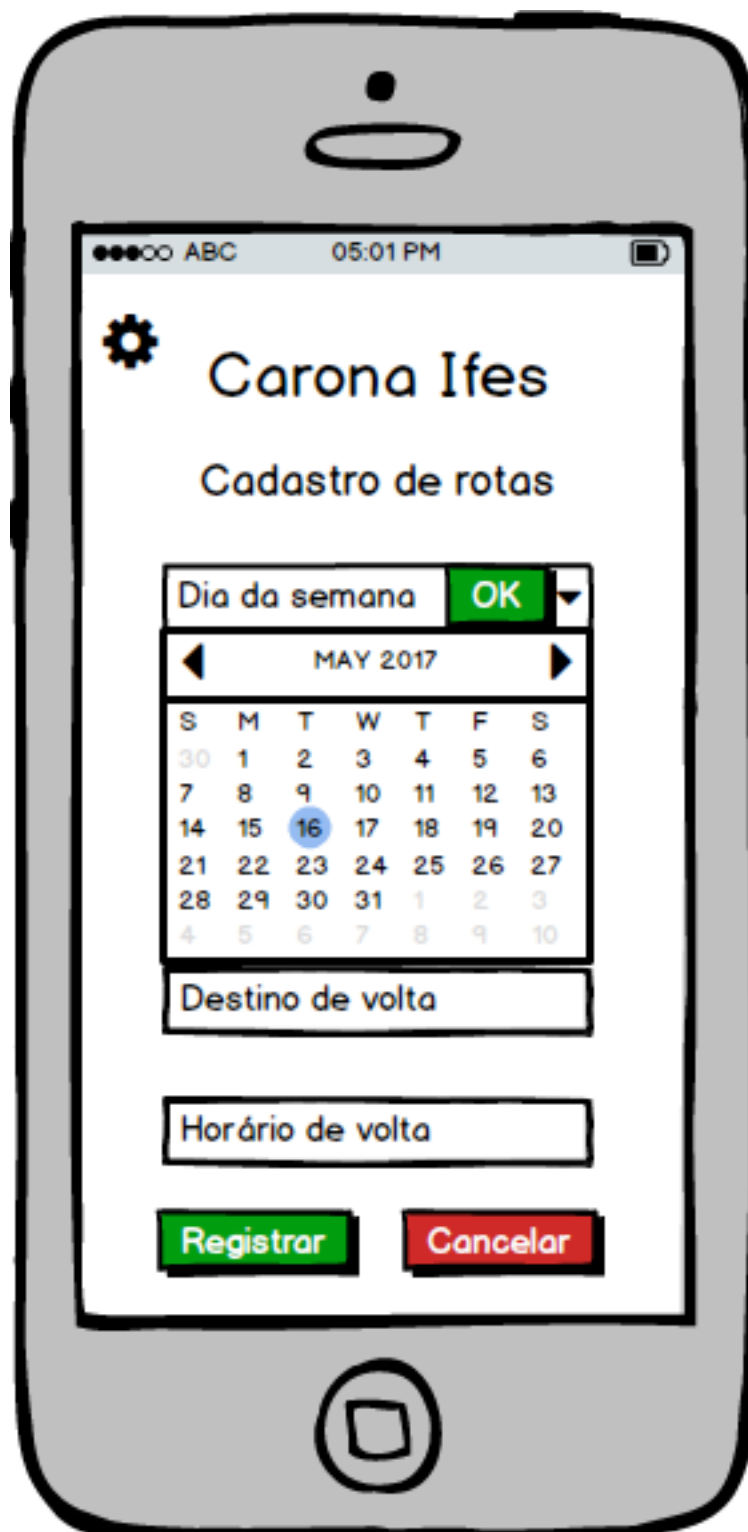 ABC 05:01 PM
Carona Ifes
Cadastro de rotas
Dia da semana OK
MAY 2017
S M T W T F S
30 1 2 3 4 5 6
7 8 9 10 11 12 13
14 15 16 17 18 19 20
21 22 23 24 25 26 27
28 29 30 31 1 2 3
4 5 6 7 8 9 10
Destino de volta
Horário de volta
Registrar Cancelar